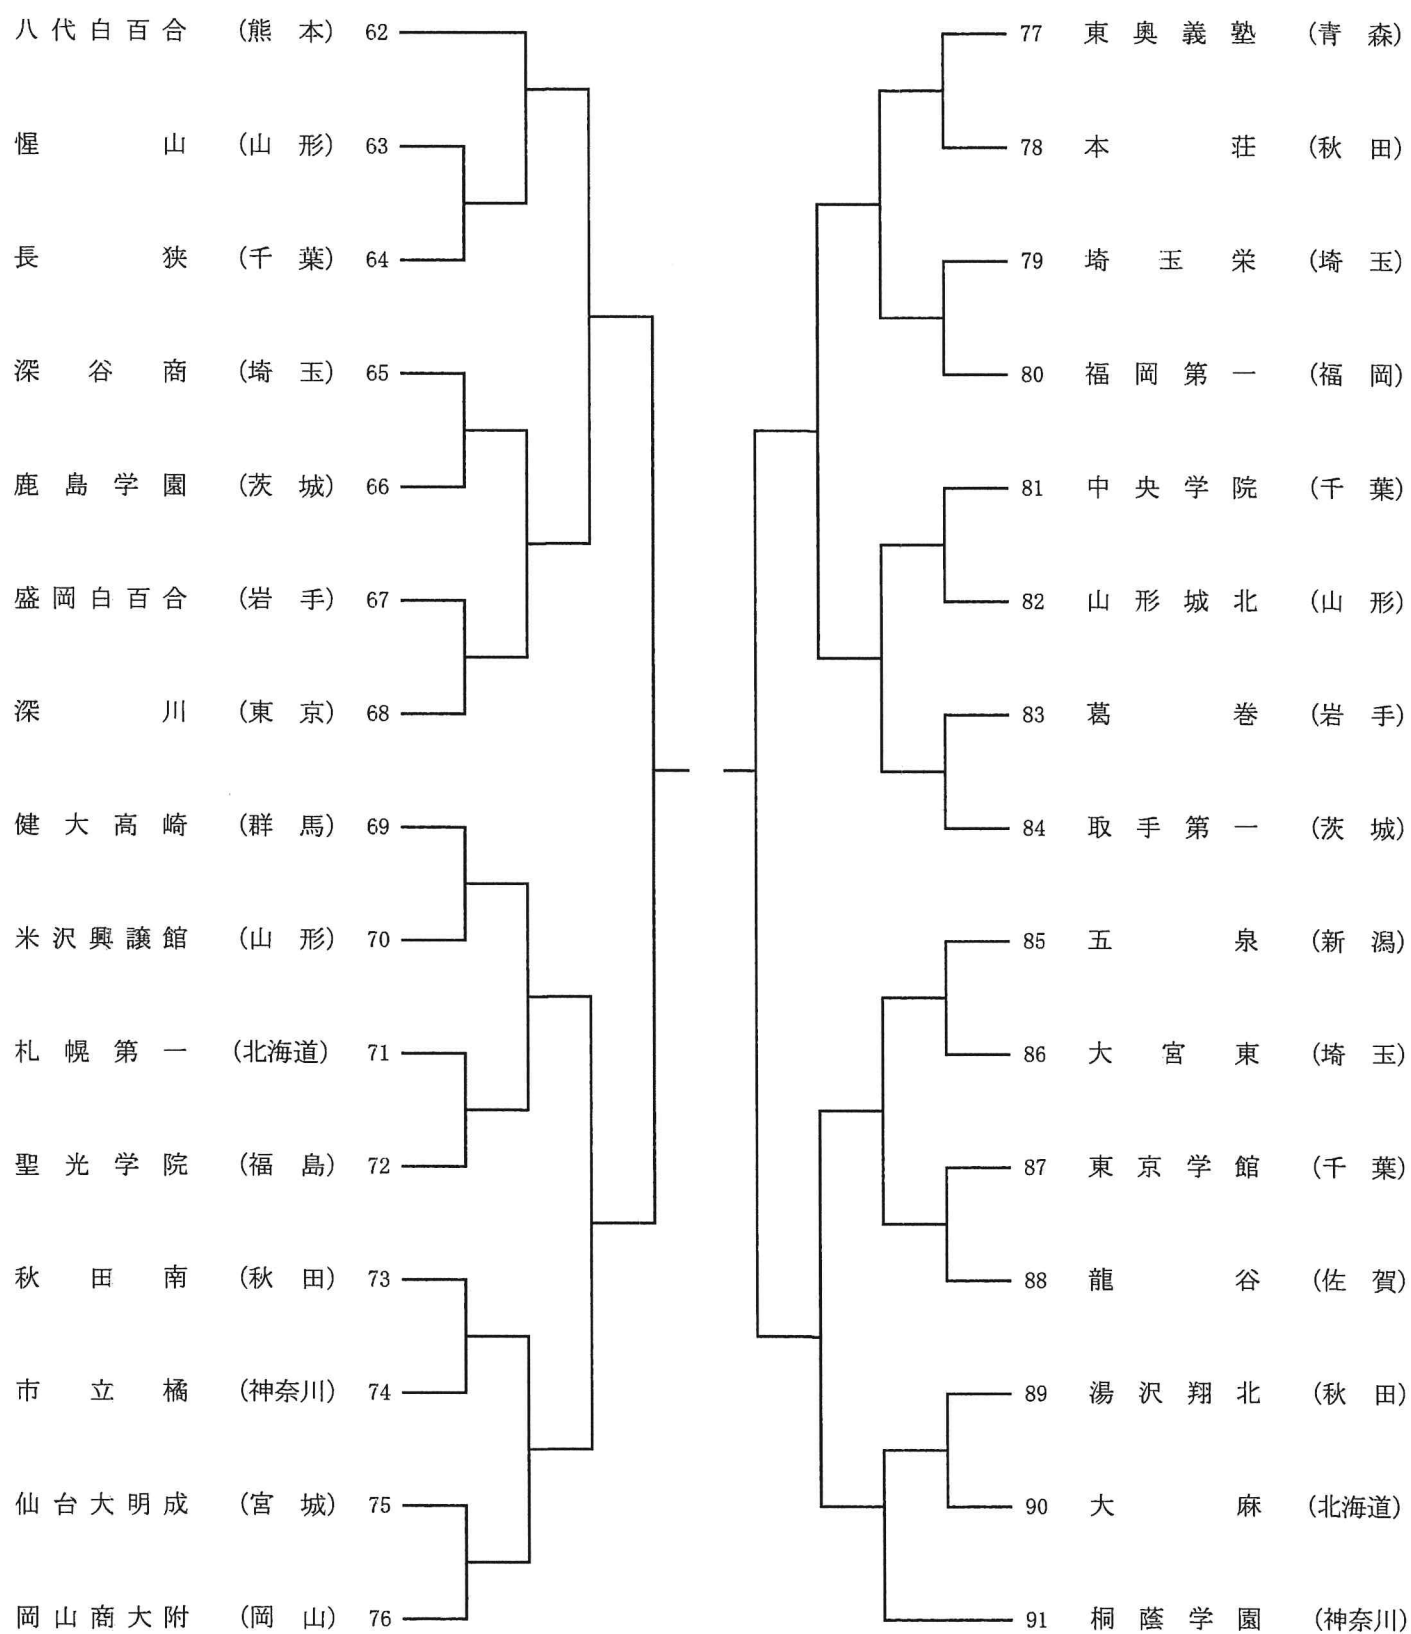 八代白百合 (熊本) 62
惺山 (山形) 63
長狭 (千葉) 64
深谷商 (埼玉) 65
鹿島学園 (茨城) 66
盛岡白百合 (岩手) 67
深川 (東京) 68
健大高崎 (群馬) 69
米沢興譲館 (山形) 70
札幌第一 (北海道) 71
聖光学院 (福島) 72
秋田南 (秋田) 73
市立橘 (神奈川) 74
仙台大明成 (宮城) 75
岡山商大附 (岡山) 76
77 東奥義塾 (青森)
78 本荘 (秋田)
79 埼玉栄 (埼玉)
80 福岡第一 (福岡)
81 中央学院 (千葉)
82 山形城北 (山形)
83 葛巻 (岩手)
84 取手第一 (茨城)
85 五泉 (新潟)
86 大宮東 (埼玉)
87 東京学館 (千葉)
88 龍谷 (佐賀)
89 湯沢翔北 (秋田)
90 大麻 (北海道)
91 桐蔭学園 (神奈川)